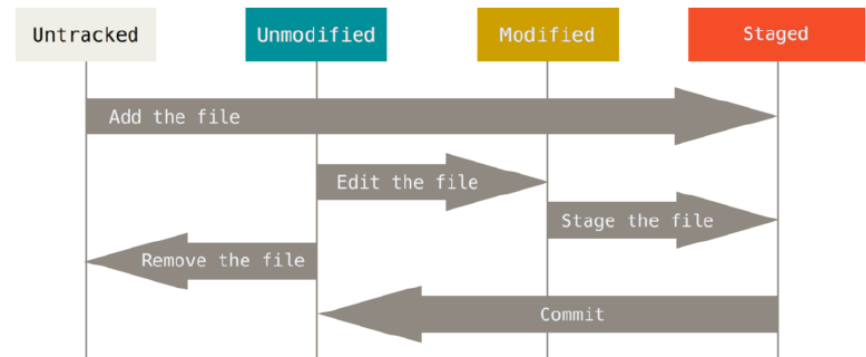 Untracked
Unmodified
Modified
Staged
Add the file
Edit the file
Stage the file
Remove the file
Commit